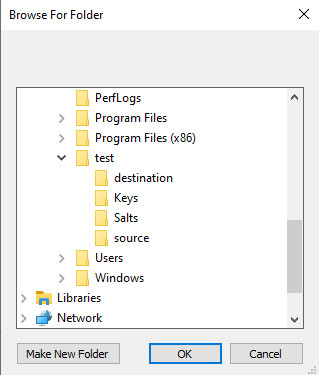 Browse For Folder
PerfLogs
Program Files
Program Files (x86)
test
destination
Keys
Salts
source
Users
Windows
Libraries
Network
Make New Folder
OK
Cancel